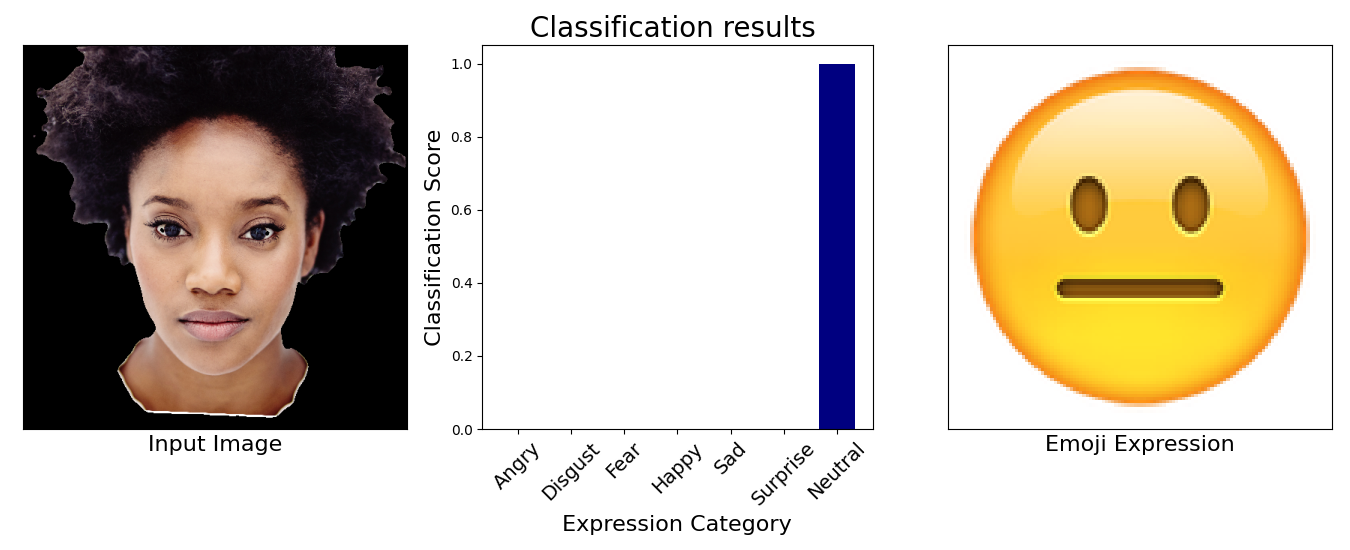 Classification results
Classification Score
1.0
0.8
0.6
0.4
0.2
0.0
Angry
Disgust
Fear
Happy
Sad
Surprise
Neutral
Expression Category
Input Image
Emoji Expression